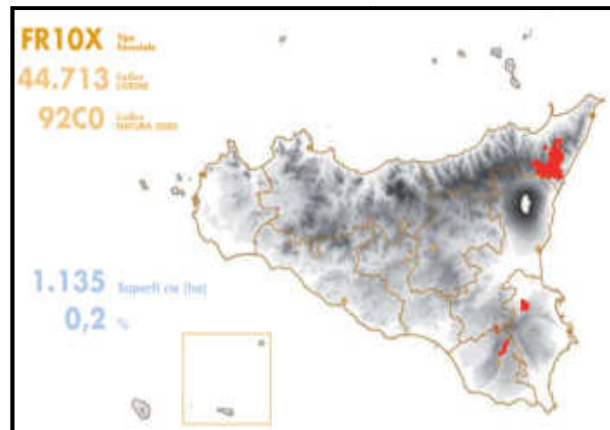 FR10X Tipo Forestale
44.713 Codice CORINE
92C0 Codice NATURA 2000
1.135 Superfi cie (ha)
0,2 %